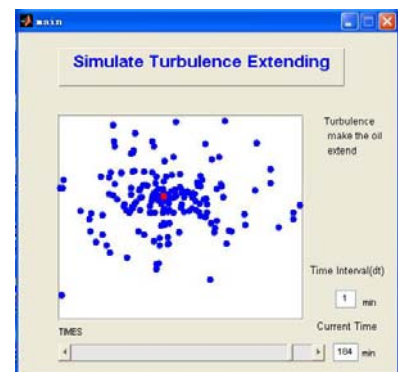 main
Simulate Turbulence Extending
Turbulence
make the oil
extend
Time Interval(dt)
1 min
TIMES
Current Time
184 min